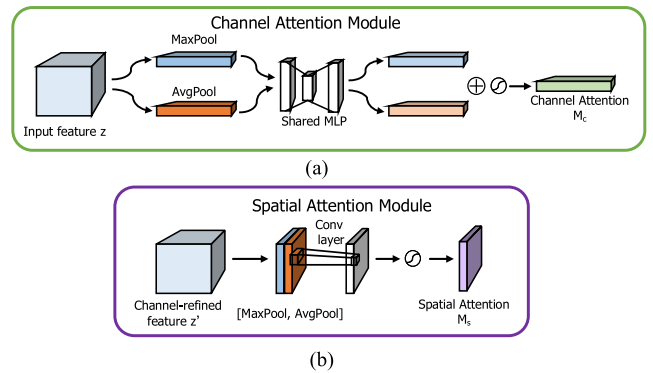 Channel Attention Module
MaxPool
AvgPool
Input feature z
Shared MLP
Channel Attention
Mc
(a)
Spatial Attention Module
Conv
layer
Channel-refined
feature z'
[MaxPool, AvgPool]
Spatial Attention
Ms
(b)